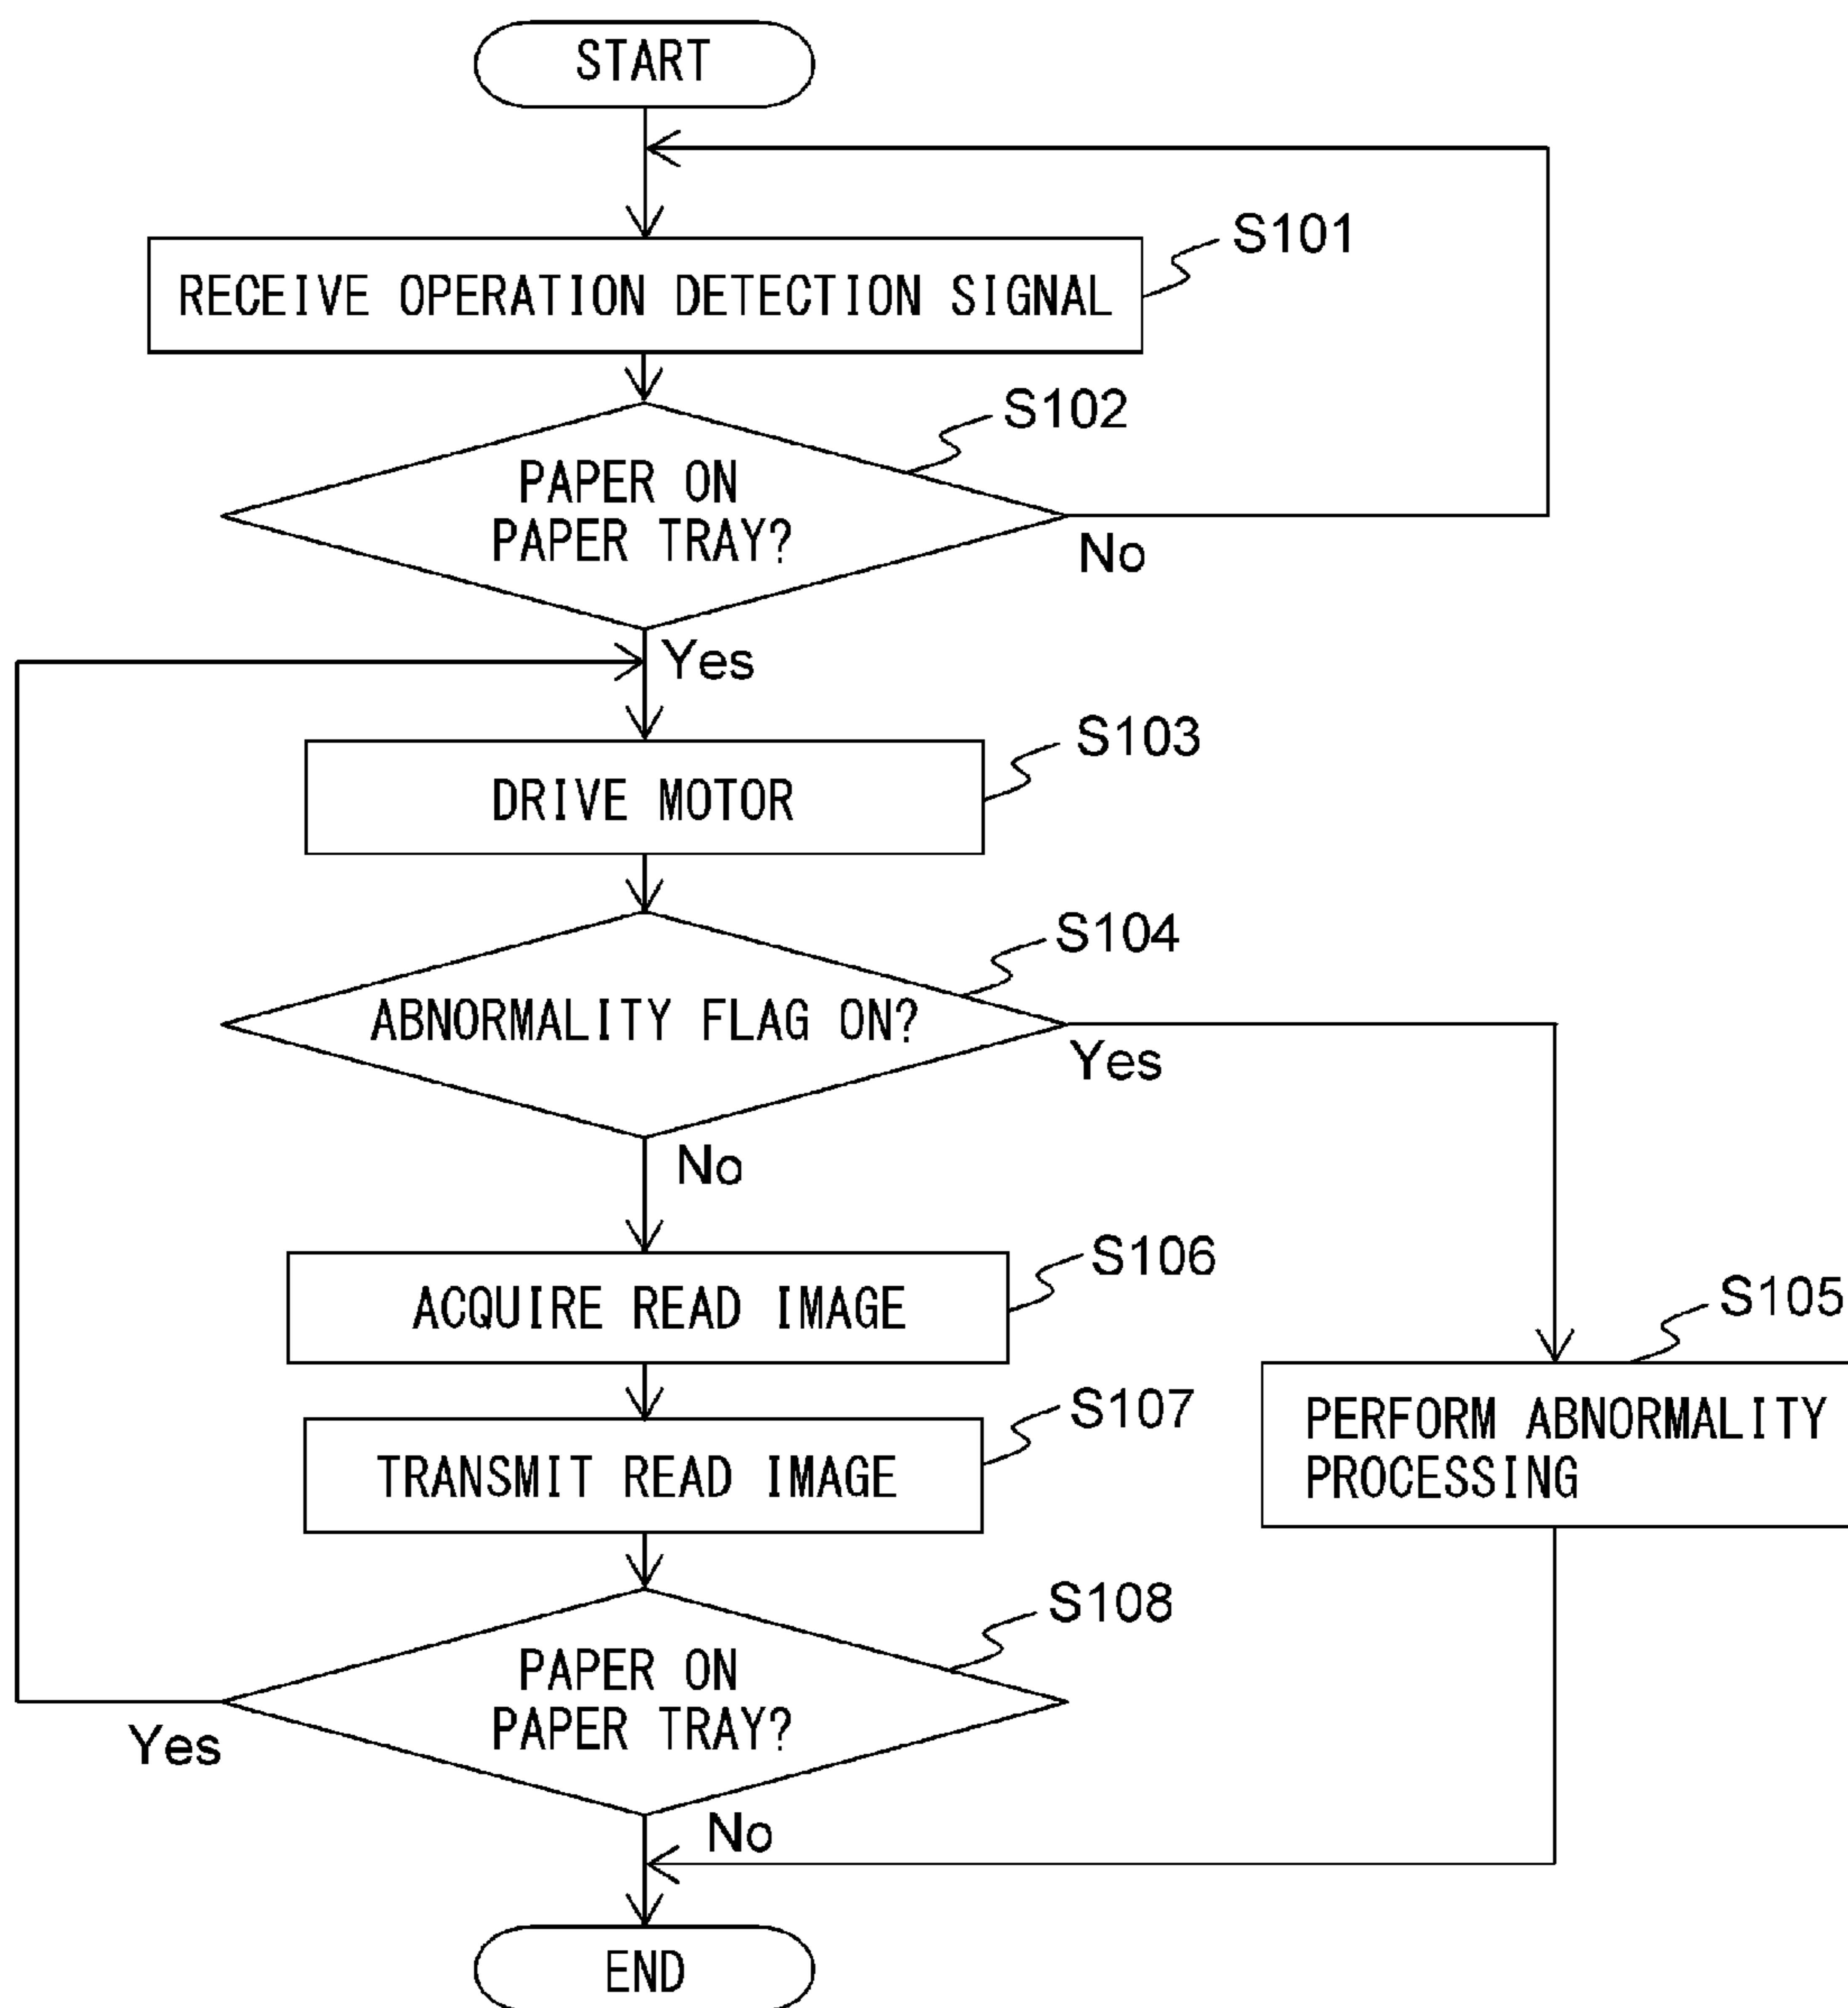 START
S101
RECEIVE OPERATION DETECTION SIGNAL
S102
PAPER ON
PAPER TRAY?
No
Yes
S103
DRIVE MOTOR
S104
ABNORMALITY FLAG ON?
Yes
No
S106
ACQUIRE READ IMAGE
S105
PERFORM ABNORMALITY
PROCESSING
S107
TRANSMIT READ IMAGE
S108
PAPER ON
PAPER TRAY?
Yes
No
END